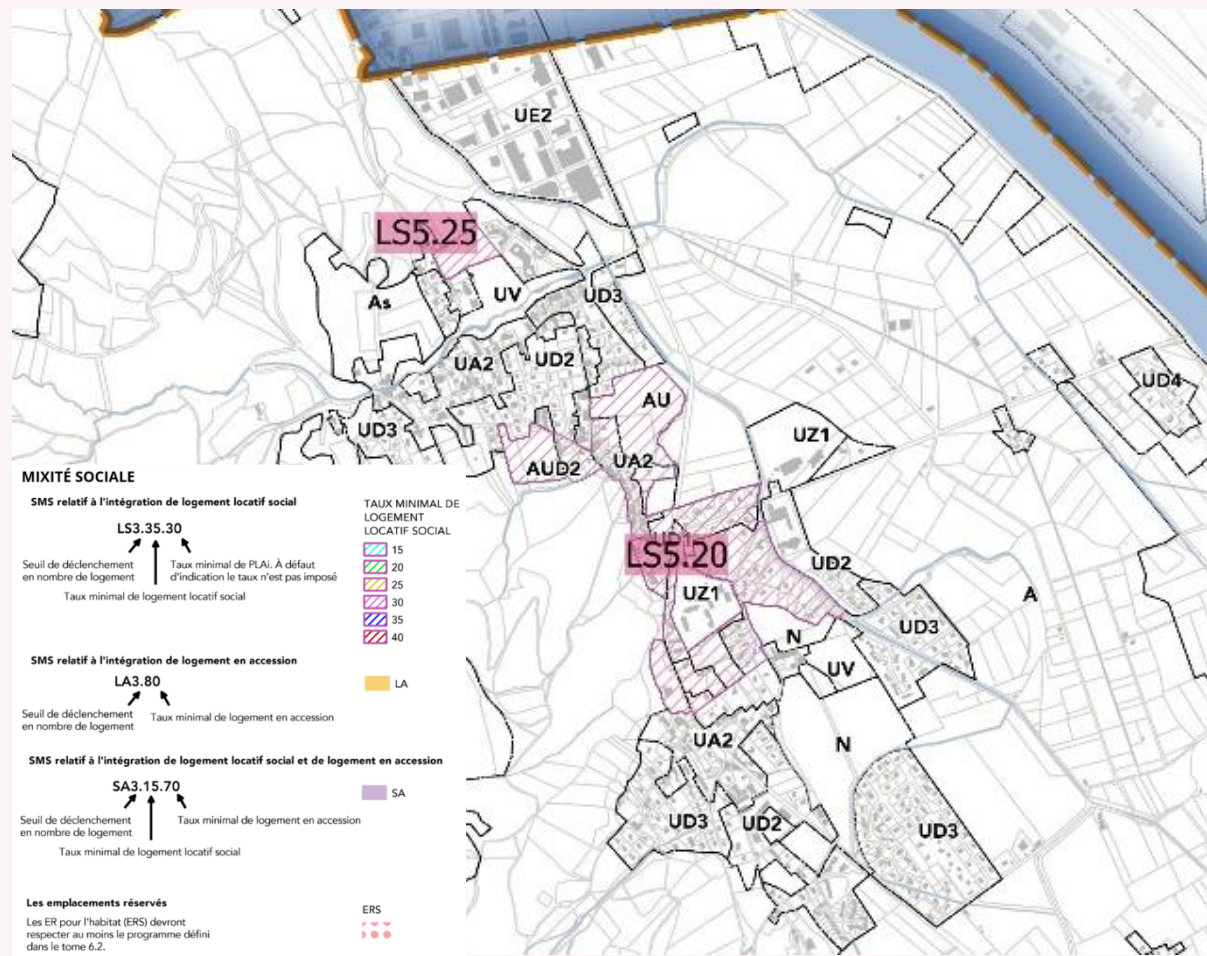 UE2
LS5.25
As
UV
UD3
UA2
UD2
UD4
AU
UD3
UZ1
AUD2
UA2
LS5.20
UD2
UZ1
A
UD3
N
UV
N
UA2
UD3
UD2
UD3
MIXITÉ SOCIALE
SMS relatif à l'intégration de logement locatif social
LS3.35.30
Seuil de déclenchement
en nombre de logement
Taux minimal de PLAi. À défaut
d'indication le taux n'est pas imposé
Taux minimal de logement locatif social
TAUX MINIMAL DE
LOGEMENT
LOCATIF SOCIAL
15
20
25
30
35
40
SMS relatif à l'intégration de logement en accession
LA3.80
Seuil de déclenchement
en nombre de logement
Taux minimal de logement en accession
LA
SMS relatif à l'intégration de logement locatif social et de logement en accession
SA3.15.70
Seuil de déclenchement
en nombre de logement
Taux minimal de logement en accession
Taux minimal de logement locatif social
SA
Les emplacements réservés
Les ER pour l'habitat (ERS) devront
respecter au moins le programme défini
dans le tome 6.2.
ERS